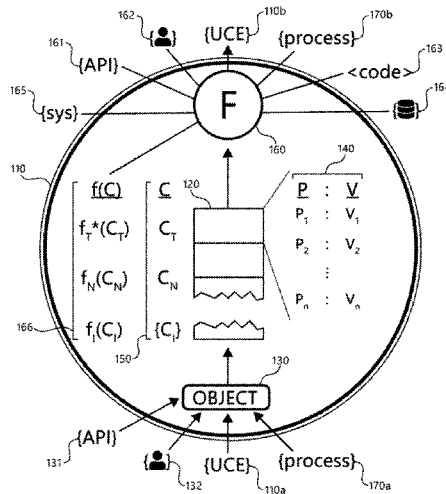 162
110b
170b
{UCE}
161
{API}
{process}
163
<code>
165
{sys}
F
164
160
110
120
140
f(C)
C
P : V
fT*(CT)
CT
P1 : V1
P2 : V2
⋮
fN(CN)
CN
Pn : Vn
166
fI(CI)
{CI}
150
130
OBJECT
{API}
131
132
{UCE}
110a
{process}
170a